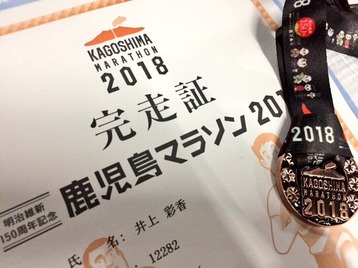 KAGOSHIMA
MARATHON
2018
完走証
明治維新
150周年記念
鹿児島マラソン20
氏名: 井上 彩香
12282
2018
KAGOSHIMA
MARATHON
2018